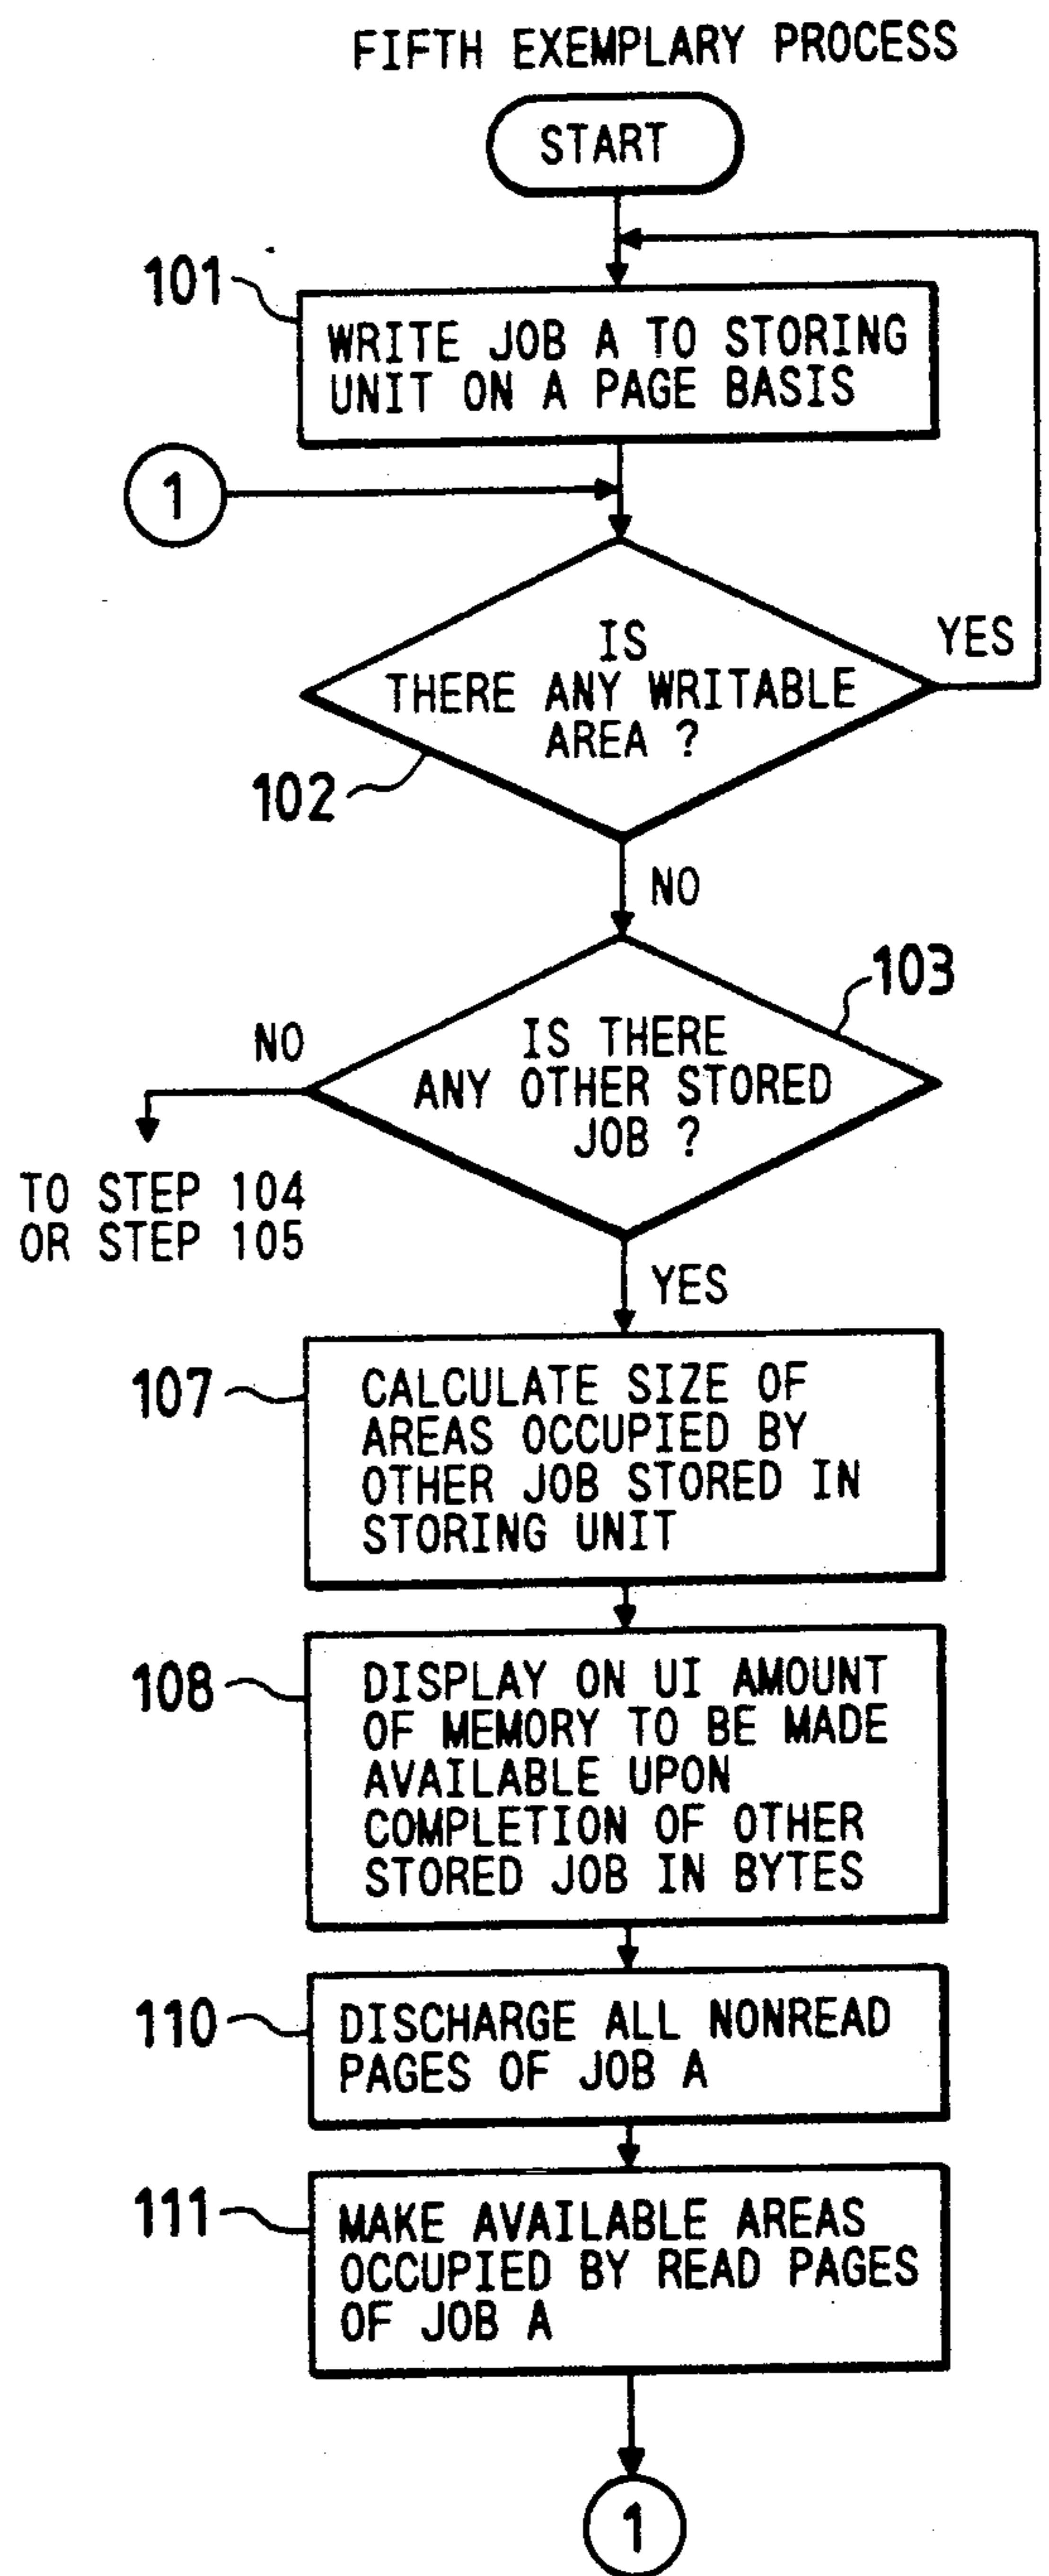 FIFTH EXEMPLARY PROCESS
START
101
WRITE JOB A TO STORING
UNIT ON A PAGE BASIS
1
IS
THERE ANY WRITABLE
AREA ?
YES
102
NO
103
IS THERE
ANY OTHER STORED
JOB ?
NO
TO STEP 104
OR STEP 105
YES
107
CALCULATE SIZE OF
AREAS OCCUPIED BY
OTHER JOB STORED IN
STORING UNIT
108
DISPLAY ON UI AMOUNT
OF MEMORY TO BE MADE
AVAILABLE UPON
COMPLETION OF OTHER
STORED JOB IN BYTES
110
DISCHARGE ALL NONREAD
PAGES OF JOB A
111
MAKE AVAILABLE AREAS
OCCUPIED BY READ PAGES
OF JOB A
1